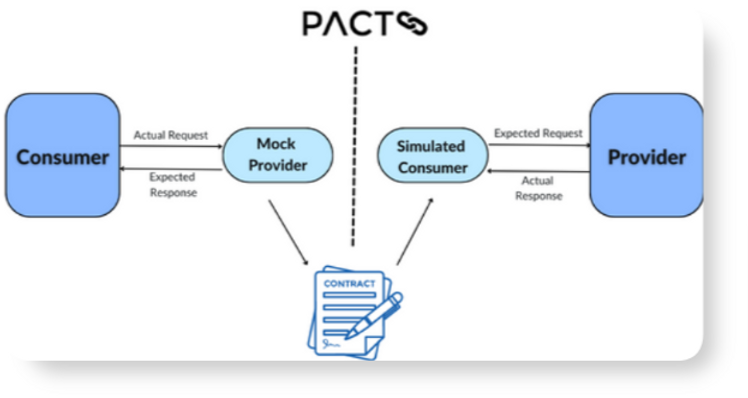 PACT
Actual Request
Expected Request
Consumer
Mock
Provider
Simulated
Consumer
Provider
Expected
Response
Actual
Response
CONTRACT